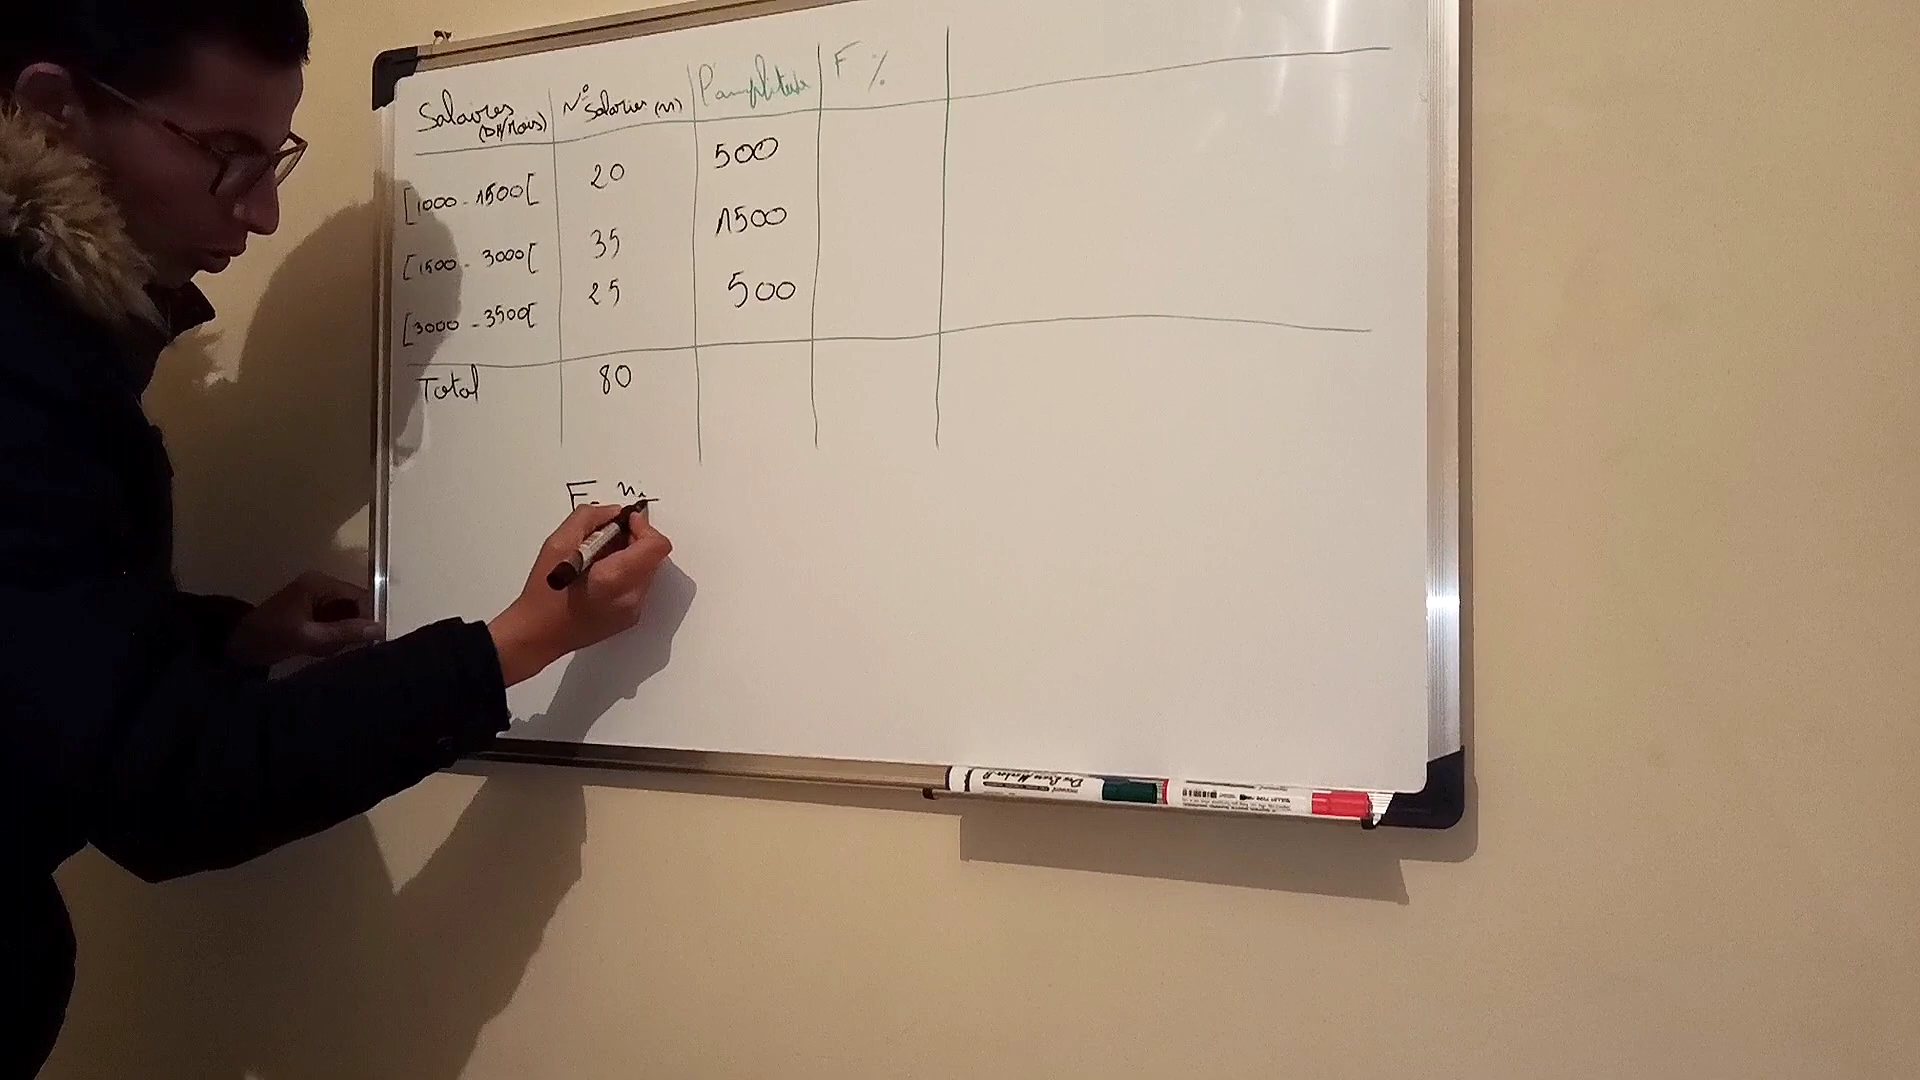 Salaires (DH/Mois) N° Salariés (n) l'amplitude F %
[1000 - 1500[ 20 500
[1500 - 3000[ 35 1500
[3000 - 3500[ 25 500
Total 80
F= ni